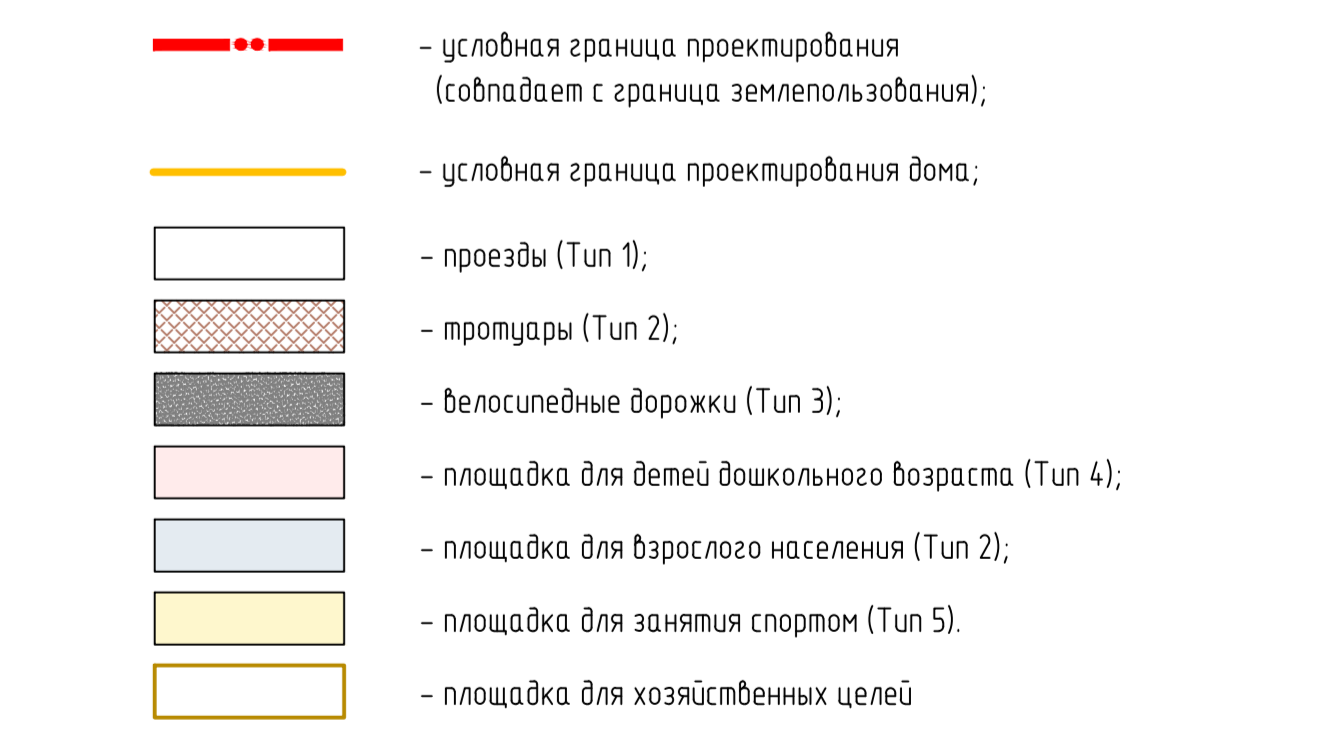 – условная граница проектирования
(совпадает с граница землепользования);
– условная граница проектирования дома;
– проезды (Тип 1);
– тротуары (Тип 2);
– велосипедные дорожки (Тип 3);
– площадка для детей дошкольного возраста (Тип 4);
– площадка для взрослого населения (Тип 2);
– площадка для занятия спортом (Тип 5).
– площадка для хозяйственных целей